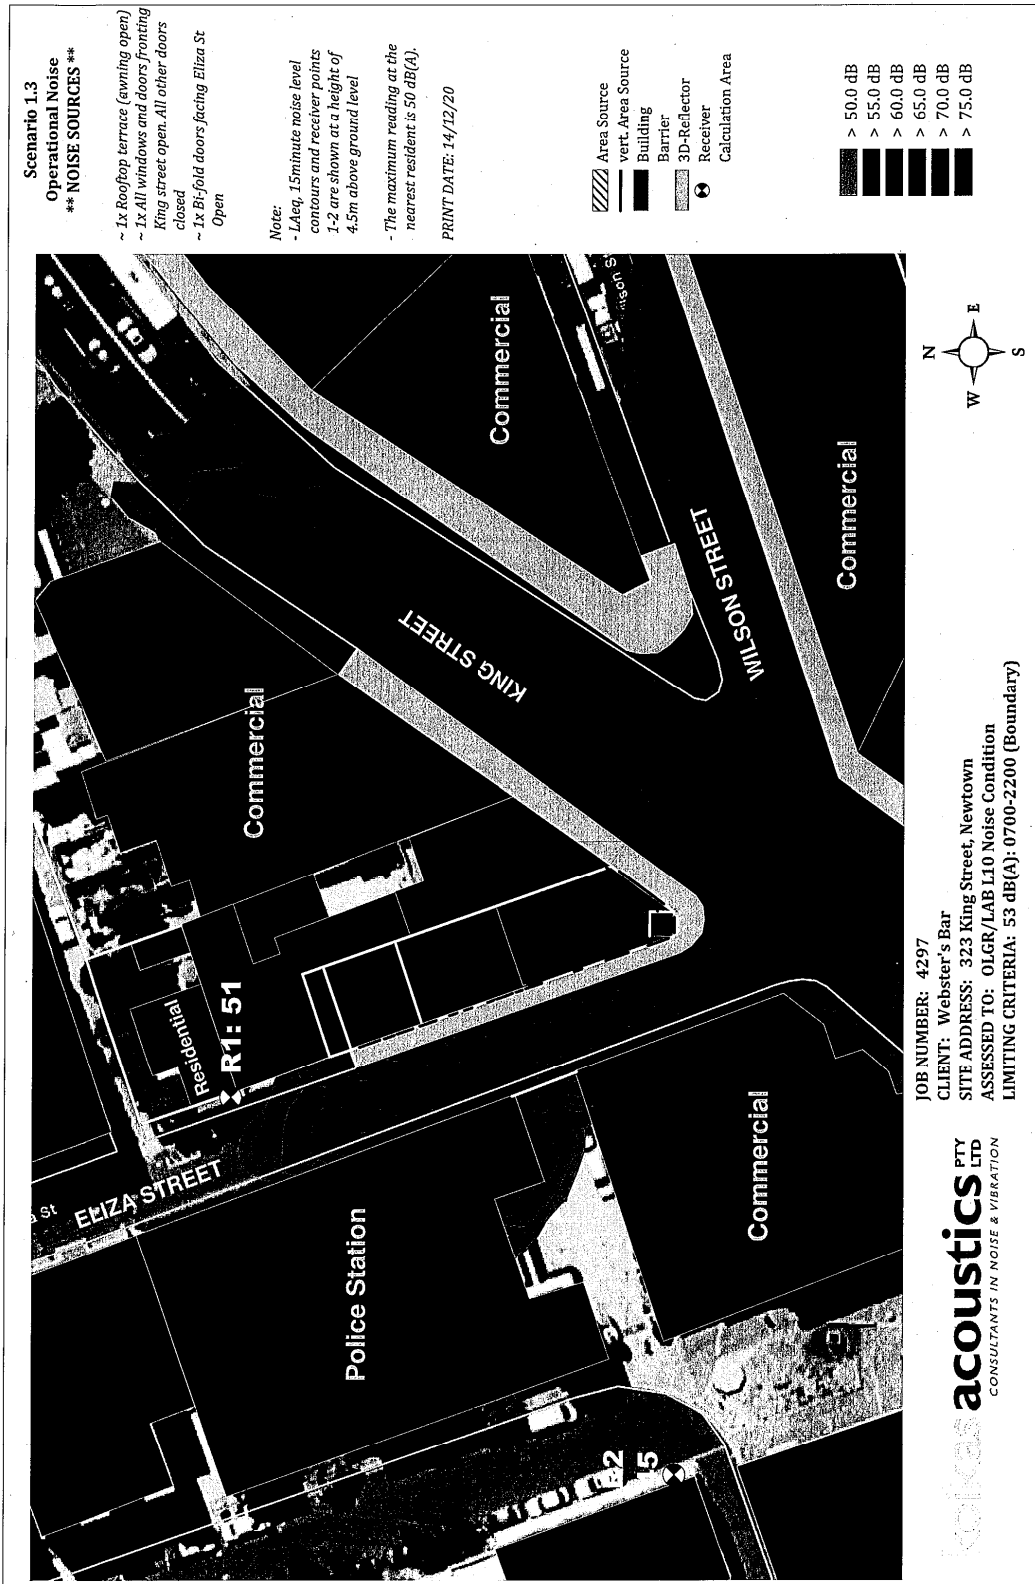 Scenario 1.3
Operational Noise
** NOISE SOURCES **
~ 1x Rooftop terrace (awning open)
~ 1x All windows and doors fronting
King street open. All other doors
closed
~ 1x Bi-fold doors facing Eliza St
Open
Note:
- LAeq, 15minute noise level
contours and receiver points
1-2 are shown at a height of
4.5m above ground level
- The maximum reading at the
nearest resident is 50 dB(A).
PRINT DATE: 14/12/20
Area Source
vert. Area Source
Building
Barrier
3D-Reflector
Receiver
Calculation Area
> 50.0 dB
> 55.0 dB
> 60.0 dB
> 65.0 dB
> 70.0 dB
> 75.0 dB
Commercial
Commercial
Commercial
Commercial
KING STREET
WILSON STREET
Residential
R1: 51
ELIZA STREET
Police Station
N
E
S
W
JOB NUMBER: 4297
CLIENT: Webster's Bar
SITE ADDRESS: 323 King Street, Newtown
ASSESSED TO: OLGR/LAB L10 Noise Condition
LIMITING CRITERIA: 53 dB(A): 0700-2200 (Boundary)
acoustics PTY LTD
CONSULTANTS IN NOISE & VIBRATION